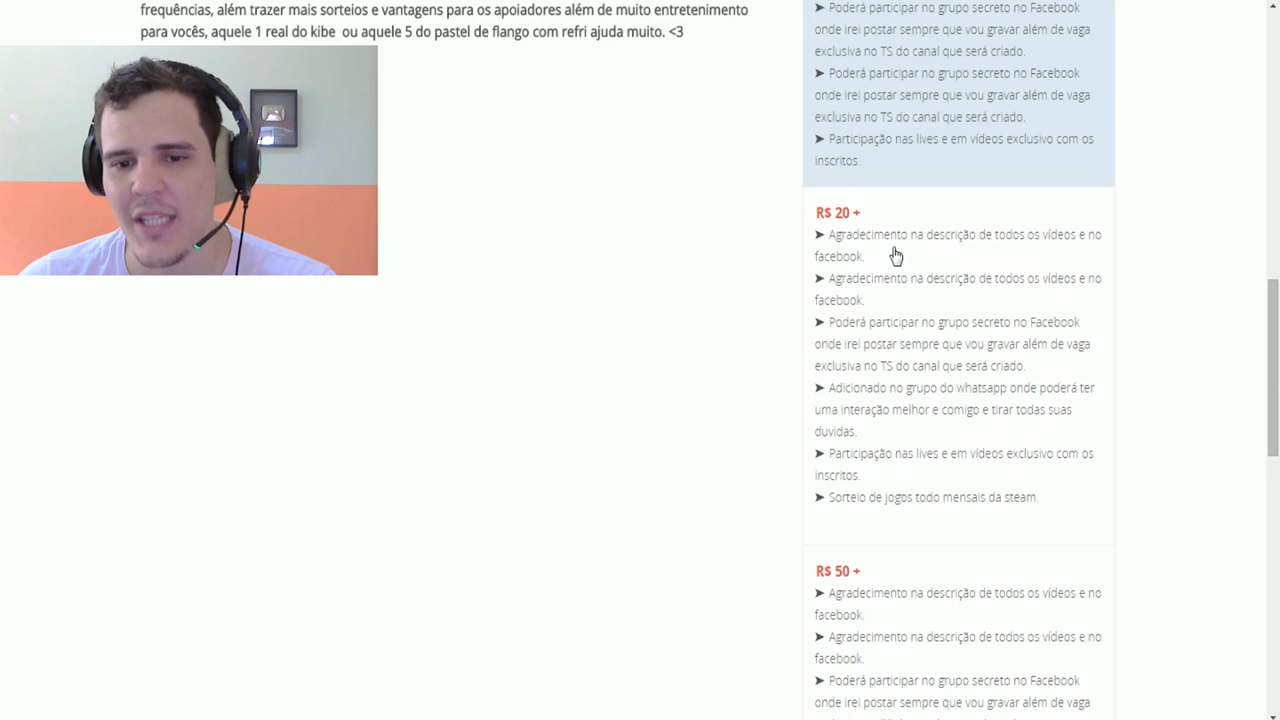 frequências, além trazer mais sorteios e vantagens para os apoiadores além de muito entretenimento
para vocês, aquele 1 real do kibe ou aquele 5 do pastel de flango com refri ajuda muito. <3
➤ Poderá participar no grupo secreto no Facebook
onde irei postar sempre que vou gravar além de vaga
exclusiva no TS do canal que será criado.
➤ Poderá participar no grupo secreto no Facebook
onde irei postar sempre que vou gravar além de vaga
exclusiva no TS do canal que será criado.
➤ Participação nas lives e em vídeos exclusivo com os
inscritos.
R$ 20 +
➤ Agradecimento na descrição de todos os vídeos e no
facebook.
➤ Agradecimento na descrição de todos os vídeos e no
facebook.
➤ Poderá participar no grupo secreto no Facebook
onde irei postar sempre que vou gravar além de vaga
exclusiva no TS do canal que será criado.
➤ Adicionado no grupo do whatsapp onde poderá ter
uma interação melhor e comigo e tirar todas suas
duvidas.
➤ Participação nas lives e em vídeos exclusivo com os
inscritos.
➤ Sorteio de jogos todo mensais da steam.
R$ 50 +
➤ Agradecimento na descrição de todos os vídeos e no
facebook.
➤ Agradecimento na descrição de todos os vídeos e no
facebook.
➤ Poderá participar no grupo secreto no Facebook
onde irei postar sempre que vou gravar além de vaga